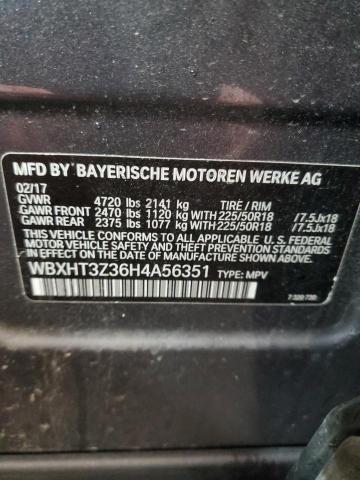 MFD BY BAYERISCHE MOTOREN WERKE AG
02/17
GVWR 4720 lbs 2141 kg TIRE / RIM
GAWR FRONT 2470 lbs 1120 kg WITH 225/50R18 /7.5Jx18
GAWR REAR 2375 lbs 1077 kg WITH 225/50R18 /7.5Jx18
THIS VEHICLE CONFORMS TO ALL APPLICABLE U. S. FEDERAL
MOTOR VEHICLE SAFETY, BUMPER, AND THEFT PREVENTION
STANDARDS IN EFFECT ON THE DATE OF MANUFACTURE SHOWN ABOVE.
WBXHT3Z36H4A56351 TYPE: MPV